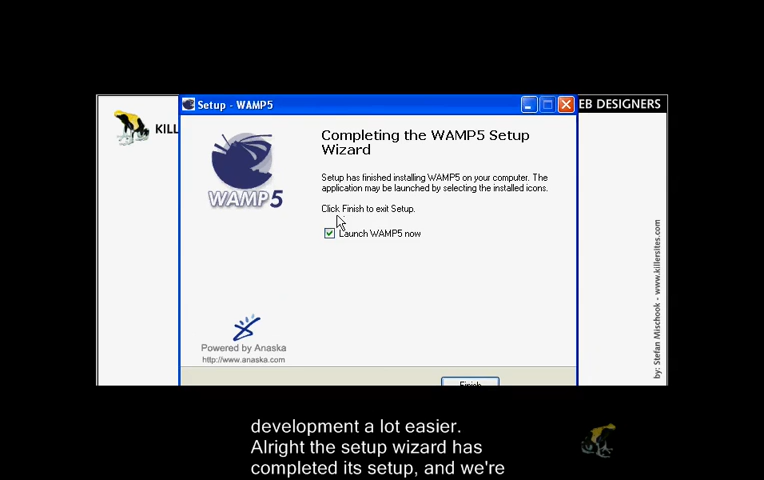 Setup - WAMP5
EB DESIGNERS
KILL
Completing the WAMP5 Setup
Wizard
Setup has finished installing WAMP5 on your computer. The
application may be launched by selecting the installed icons.
WAMP5
Click Finish to exit Setup.
Launch WAMP5 now
by: Stefan Mischook - www.killersites.com
Powered by Anaska
http://www.anaska.com
Finish
development a lot easier.
Alright the setup wizard has
completed its setup, and we're